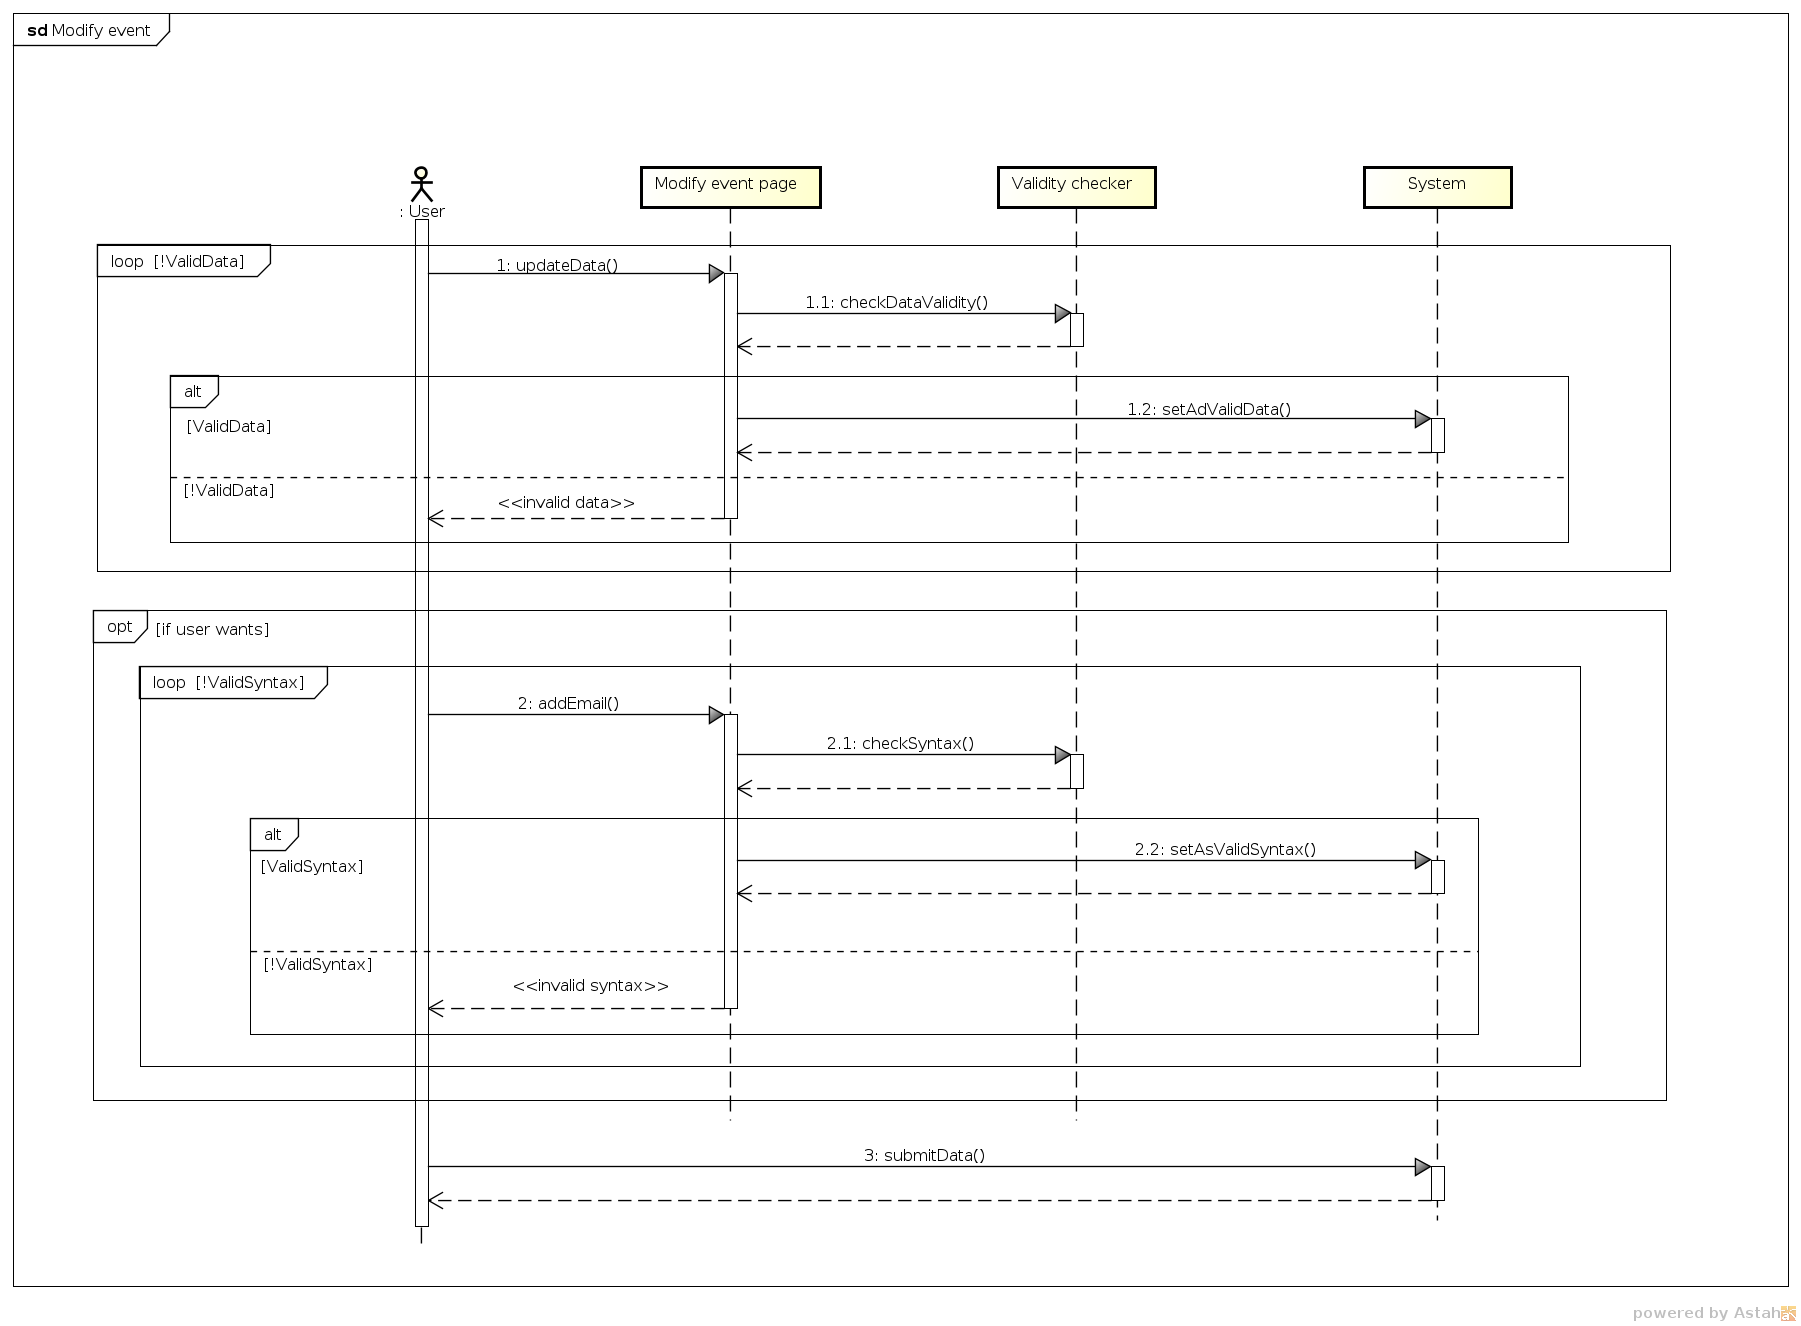 sd Modify event
: User
Modify event page
Validity checker
System
loop [!ValidData]
1: updateData()
1.1: checkDataValidity()
alt
[ValidData]
1.2: setAdValidData()
[!ValidData]
<<invalid data>>
opt
[if user wants]
loop [!ValidSyntax]
2: addEmail()
2.1: checkSyntax()
alt
[ValidSyntax]
2.2: setAsValidSyntax()
[!ValidSyntax]
<<invalid syntax>>
3: submitData()
powered by Astah